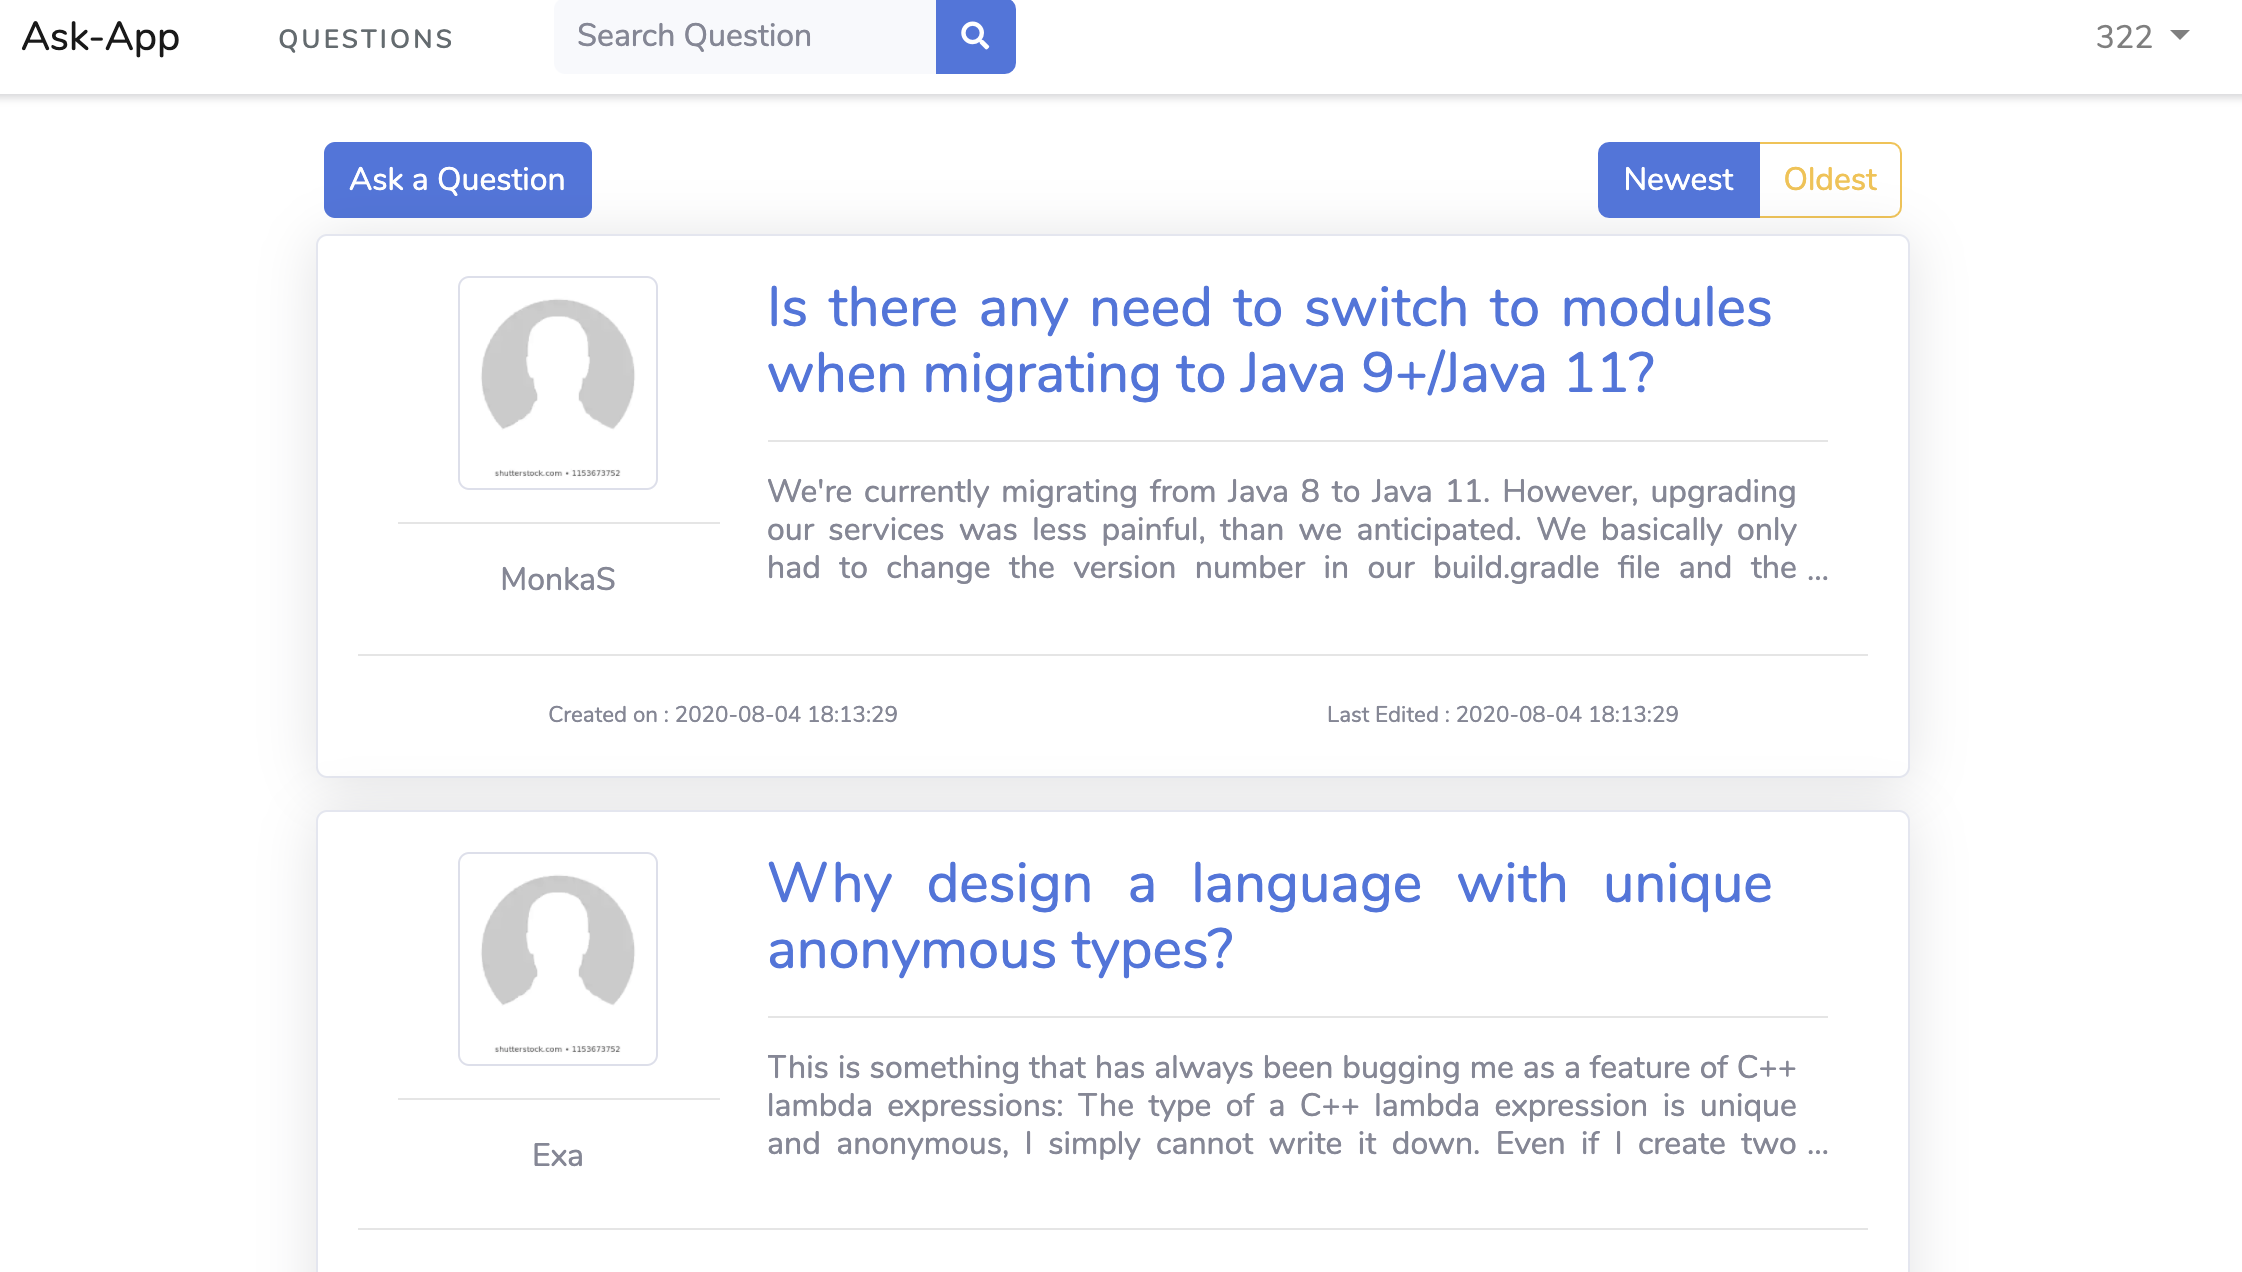 Ask-App
QUESTIONS
Search Question
322
Ask a Question
Newest
Oldest
shutterstock.com • 1153673752
MonkaS
Is there any need to switch to modules
when migrating to Java 9+/Java 11?
We're currently migrating from Java 8 to Java 11. However, upgrading
our services was less painful, than we anticipated. We basically only
had to change the version number in our build.gradle file and the ...
Created on : 2020-08-04 18:13:29
Last Edited : 2020-08-04 18:13:29
shutterstock.com • 1153673752
Exa
Why design a language with unique
anonymous types?
This is something that has always been bugging me as a feature of C++
lambda expressions: The type of a C++ lambda expression is unique
and anonymous, I simply cannot write it down. Even if I create two ...